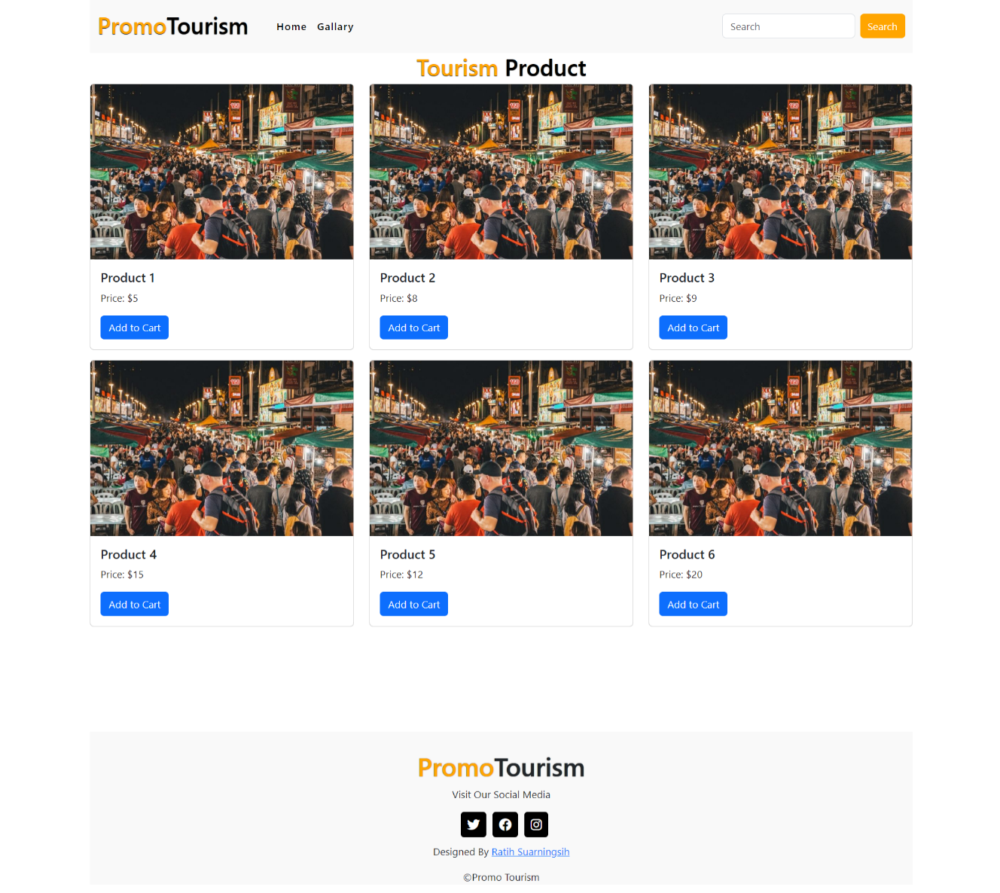 PromoTourism Home Gallary Search Search
Tourism Product
Product 1
Price: $5
Add to Cart
Product 2
Price: $8
Add to Cart
Product 3
Price: $9
Add to Cart
Product 4
Price: $15
Add to Cart
Product 5
Price: $12
Add to Cart
Product 6
Price: $20
Add to Cart
PromoTourism
Visit Our Social Media
Designed By Ratih Suarningsih
©Promo Tourism